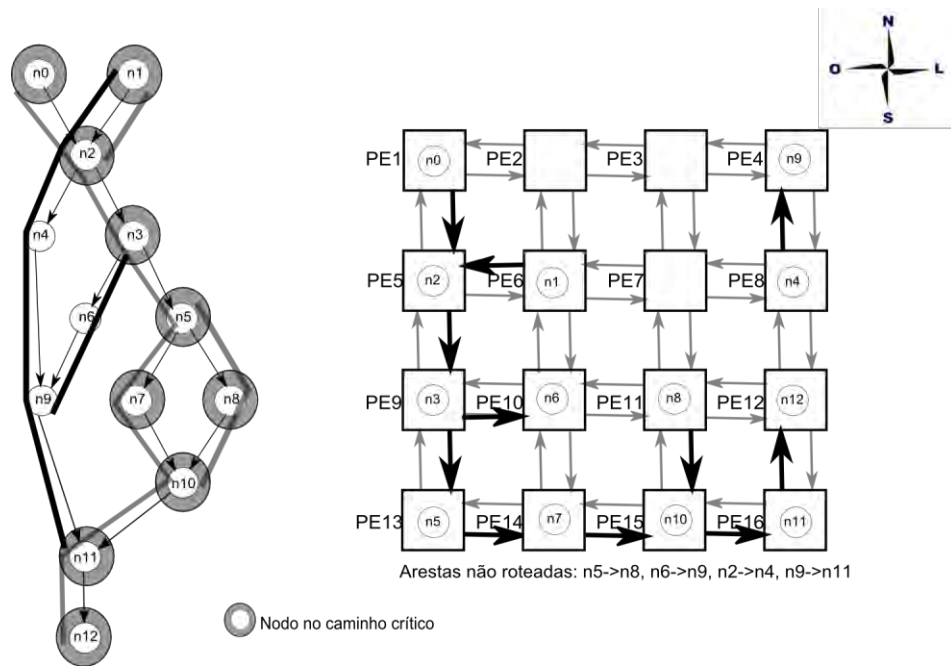 N
O L
S
n0 n1
n2
n4 n3
n6 n5
n9 n7 n8
n10
n11
n12
Nodo no caminho crítico
PE1 n0 PE2 PE3 PE4 n9
PE5 n2 PE6 n1 PE7 PE8 n4
PE9 n3 PE10 n6 PE11 n8 PE12 n12
PE13 n5 PE14 n7 PE15 n10 PE16 n11
Arestas não roteadas: n5->n8, n6->n9, n2->n4, n9->n11